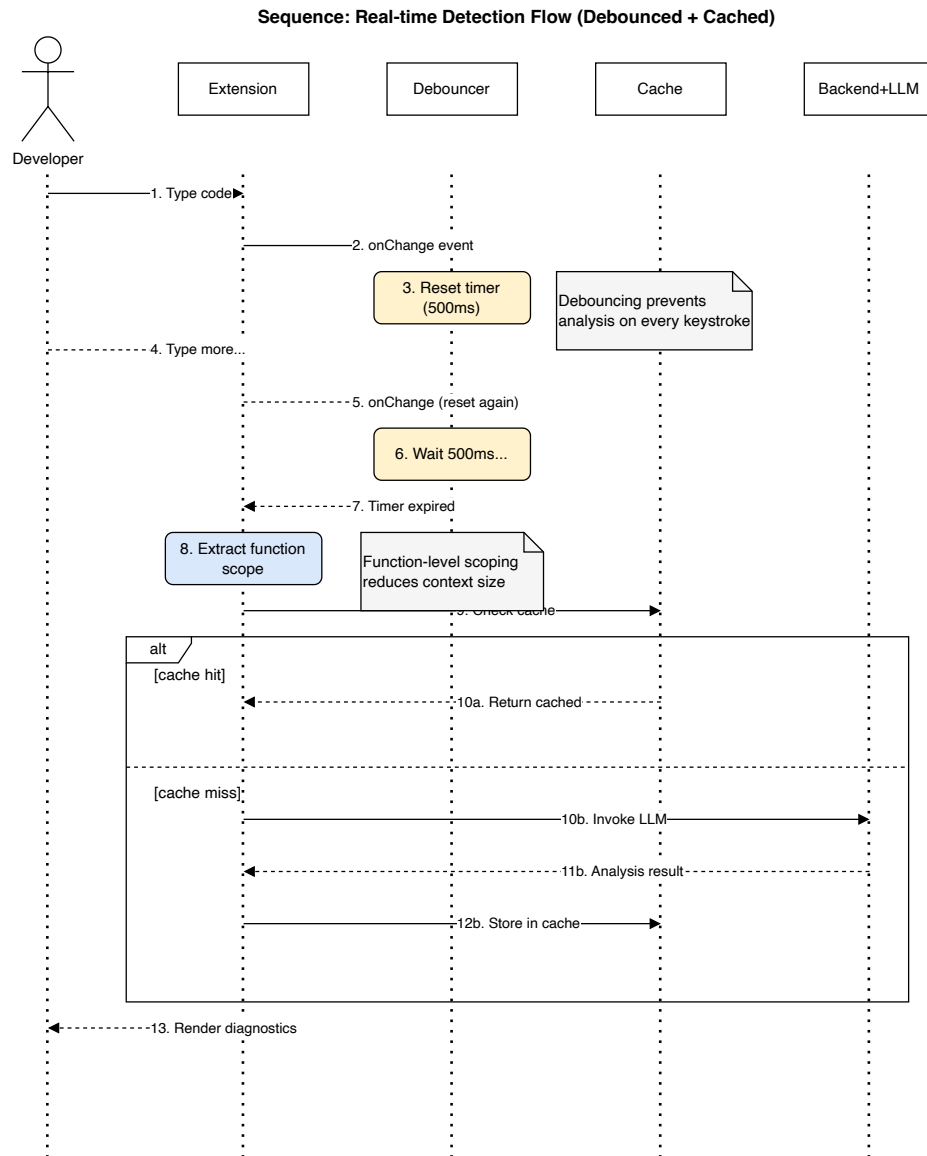 Sequence: Real-time Detection Flow (Debounced + Cached)
Extension
Debouncer
Cache
Backend+LLM
Developer
1. Type code
2. onChange event
3. Reset timer
(500ms)
Debouncing prevents
analysis on every keystroke
4. Type more...
5. onChange (reset again)
6. Wait 500ms...
7. Timer expired
8. Extract function
scope
Function-level scoping
reduces context size
9. Check cache
alt
[cache hit]
10a. Return cached
[cache miss]
10b. Invoke LLM
11b. Analysis result
12b. Store in cache
13. Render diagnostics